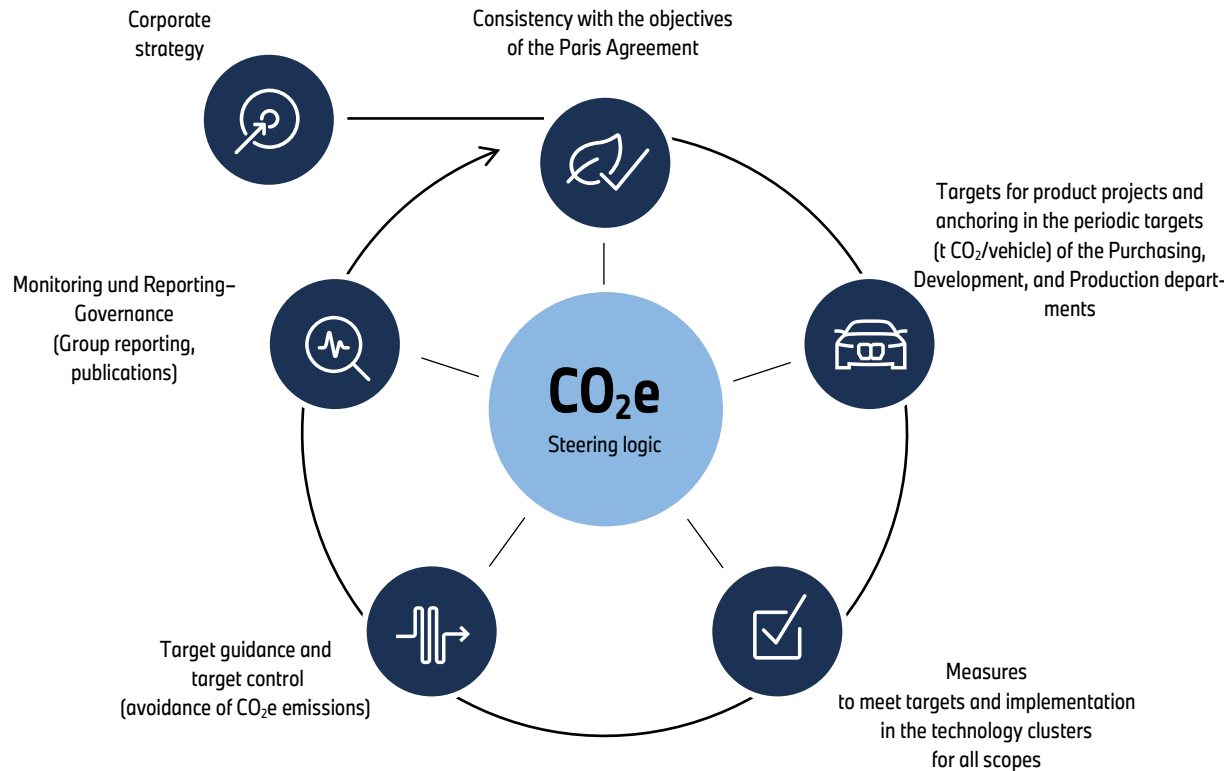 Corporate
strategy
Consistency with the objectives
of the Paris Agreement
Targets for product projects and
anchoring in the periodic targets
(t CO₂/vehicle) of the Purchasing,
Development, and Production depart-
ments
Monitoring und Reporting–
Governance
(Group reporting,
publications)
CO₂e
Steering logic
Target guidance and
target control
(avoidance of CO₂e emissions)
Measures
to meet targets and implementation
in the technology clusters
for all scopes